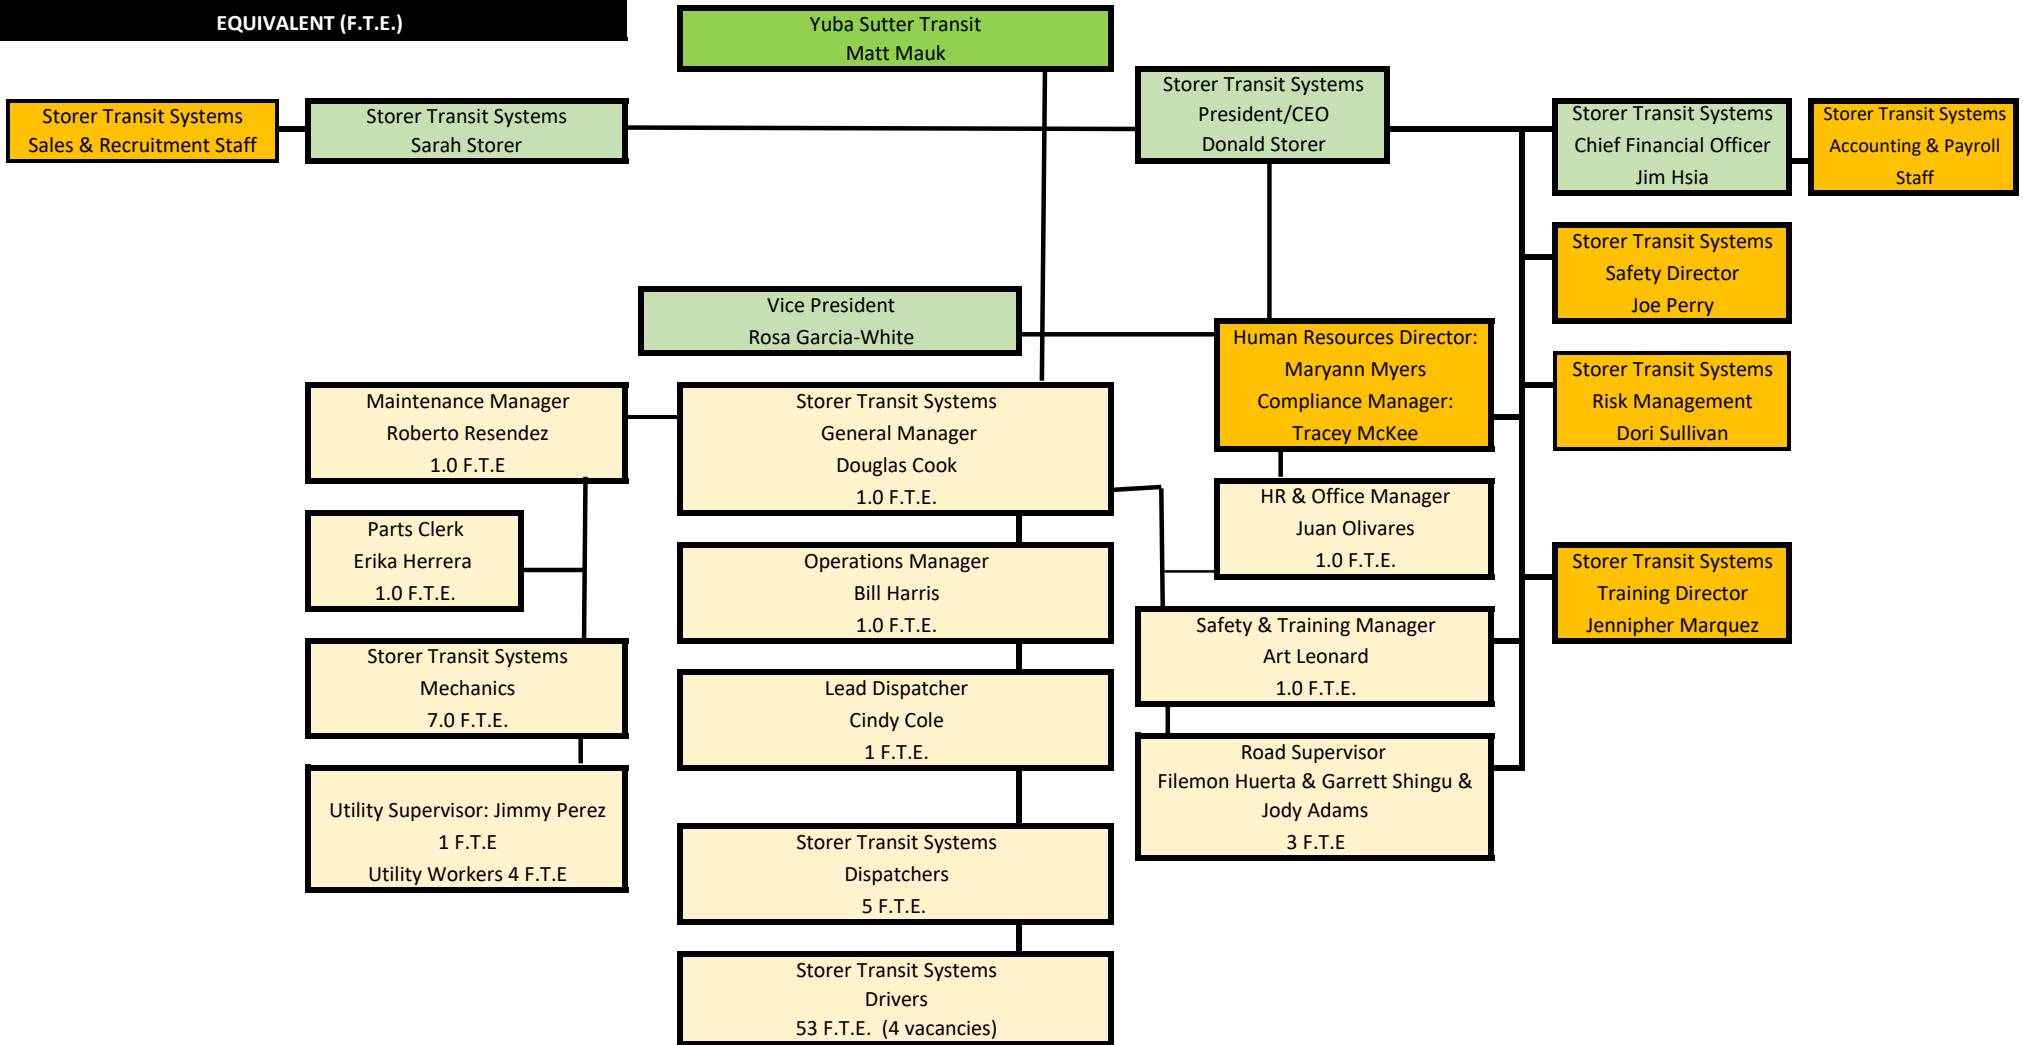 EQUIVALENT (F.T.E.)
Yuba Sutter Transit
Matt Mauk
Storer Transit Systems
Sales & Recruitment Staff
Storer Transit Systems
Sarah Storer
Storer Transit Systems
President/CEO
Donald Storer
Storer Transit Systems
Chief Financial Officer
Jim Hsia
Storer Transit Systems
Accounting & Payroll
Staff
Storer Transit Systems
Safety Director
Joe Perry
Vice President
Rosa Garcia-White
Human Resources Director:
Maryann Myers
Compliance Manager:
Tracey McKee
Storer Transit Systems
Risk Management
Dori Sullivan
Maintenance Manager
Roberto Resendez
1.0 F.T.E
Storer Transit Systems
General Manager
Douglas Cook
1.0 F.T.E.
HR & Office Manager
Juan Olivares
1.0 F.T.E.
Parts Clerk
Erika Herrera
1.0 F.T.E.
Operations Manager
Bill Harris
1.0 F.T.E.
Storer Transit Systems
Training Director
Jennipher Marquez
Safety & Training Manager
Art Leonard
1.0 F.T.E.
Storer Transit Systems
Mechanics
7.0 F.T.E.
Lead Dispatcher
Cindy Cole
1 F.T.E.
Road Supervisor
Filemon Huerta & Garrett Shingu &
Jody Adams
3 F.T.E
Utility Supervisor: Jimmy Perez
1 F.T.E
Utility Workers 4 F.T.E
Storer Transit Systems
Dispatchers
5 F.T.E.
Storer Transit Systems
Drivers
53 F.T.E. (4 vacancies)